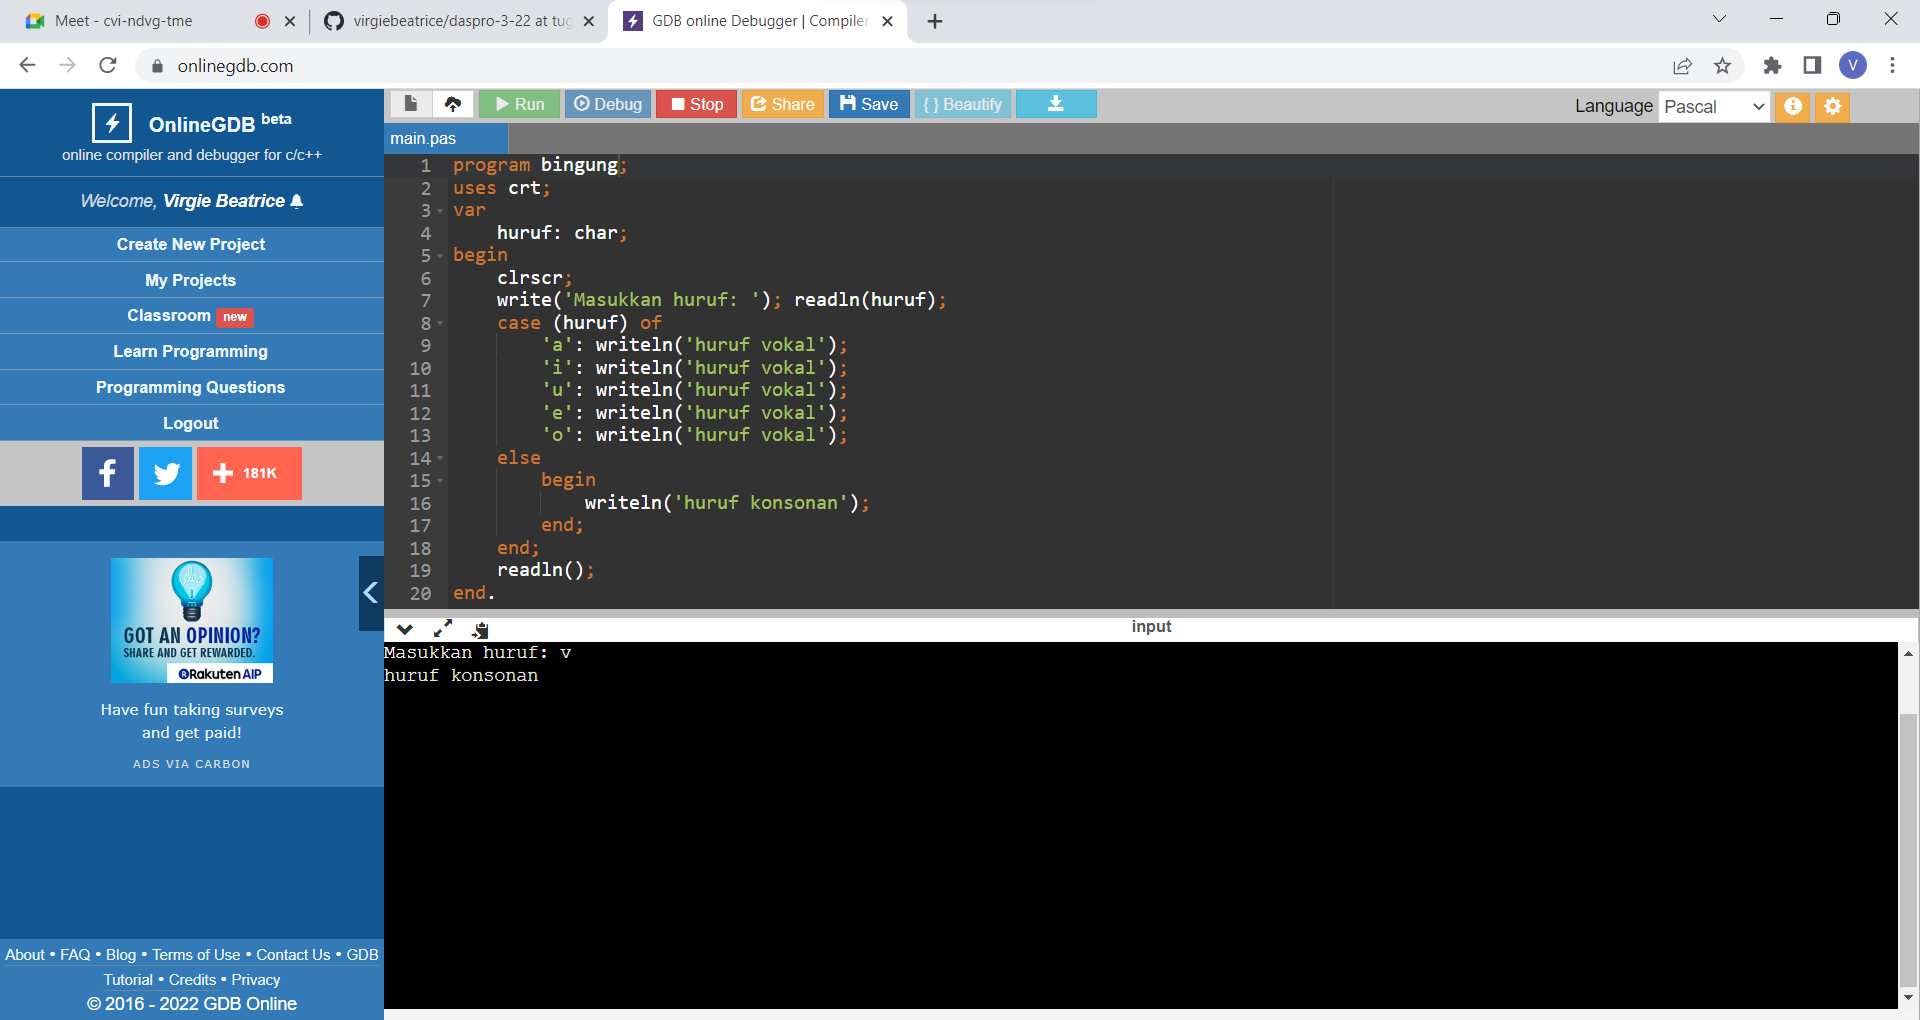 Meet - cvi-ndvg-tme
virgiebeatrice/daspro-3-22 at tug
GDB online Debugger | Compiler
onlinegdb.com
V
OnlineGDB beta
online compiler and debugger for c/c++
Welcome, Virgie Beatrice
Create New Project
My Projects
Classroom new
Learn Programming
Programming Questions
Logout
f
181K
idea
GOT AN OPINION?
SHARE AND GET REWARDED.
Rakuten AIP
Have fun taking surveys
and get paid!
ADS VIA CARBON
About • FAQ • Blog • Terms of Use • Contact Us • GDB
Tutorial • Credits • Privacy
© 2016 - 2022 GDB Online
Run Debug Stop Share Save {} Beautify
Language Pascal
main.pas
1 program bingung;
2 uses crt;
3 var
4 huruf: char;
5 begin
6 clrscr;
7 write('Masukkan huruf: '); readln(huruf);
8 case (huruf) of
9 'a': writeln('huruf vokal');
10 'i': writeln('huruf vokal');
11 'u': writeln('huruf vokal');
12 'e': writeln('huruf vokal');
13 'o': writeln('huruf vokal');
14 else
15 begin
16 writeln('huruf konsonan');
17 end;
18 end;
19 readln();
20 end.
input
Masukkan huruf: v
huruf konsonan